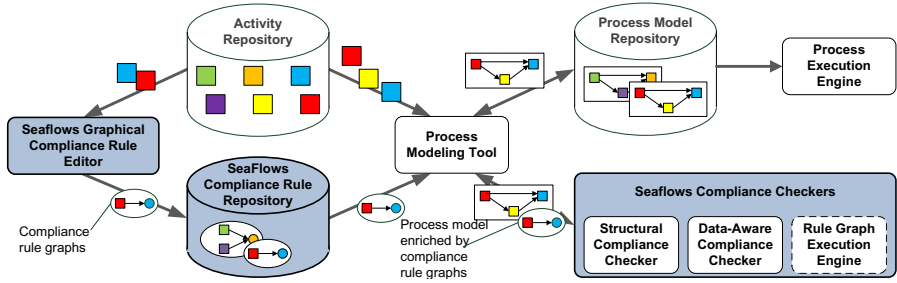 Activity
Repository
Process Model
Repository
Process
Execution
Engine
Seaflows Graphical
Compliance Rule
Editor
Process
Modeling Tool
SeaFlows
Compliance Rule
Repository
Seaflows Compliance Checkers
Structural
Compliance
Checker
Data-Aware
Compliance
Checker
Rule Graph
Execution
Engine
Compliance
rule graphs
Process model
enriched by
compliance
rule graphs